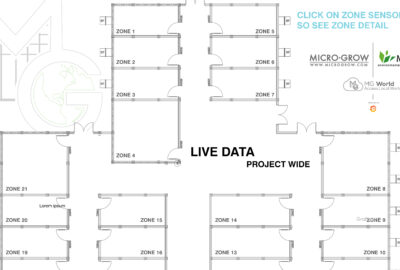 CLICK ON ZONE SENSOR
SO SEE ZONE DETAIL
ZONE 1
ZONE 5
ZONE 2
ZONE 6
MICRO-GROW
WWW.MICROGROW.COM
ZONE 3
ZONE 7
MG World
ZONE 4
LIVE DATA
PROJECT WIDE
ZONE 21
ZONE 8
Lorem ipsum
ZONE 20
ZONE 15
ZONE 14
ZONE 9
ZONE 19
ZONE 16
ZONE 13
ZONE 10